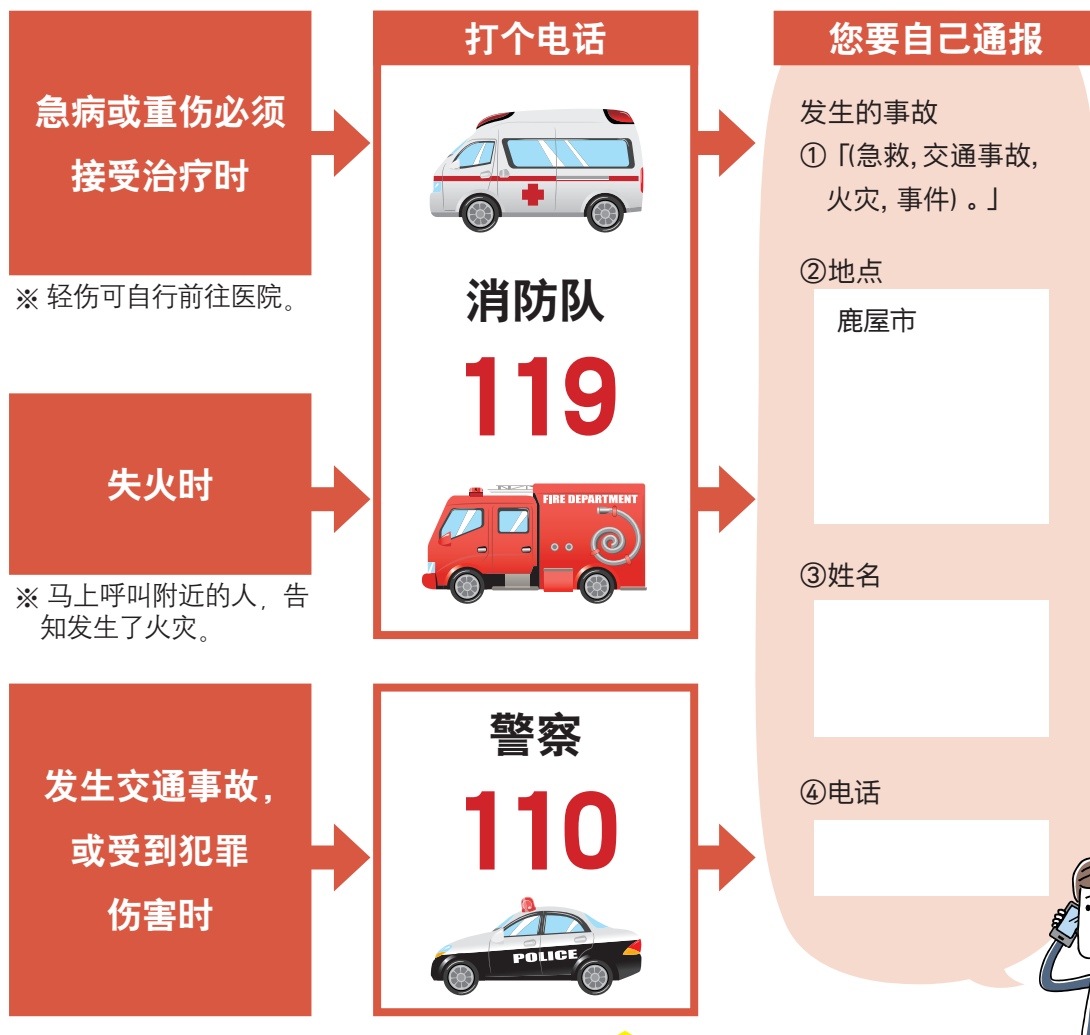 急病或重伤必须
接受治疗时
※ 轻伤可自行前往医院。
失火时
※ 马上呼叫附近的人，告
知发生了火灾。
发生交通事故，
或受到犯罪
伤害时
打个电话
消防队
119
FIRE DEPARTMENT
警察
110
POLICE
您要自己通报
发生的事故
①「(急救, 交通事故,
火灾, 事件) 。」
②地点
鹿屋市
③姓名
④电话